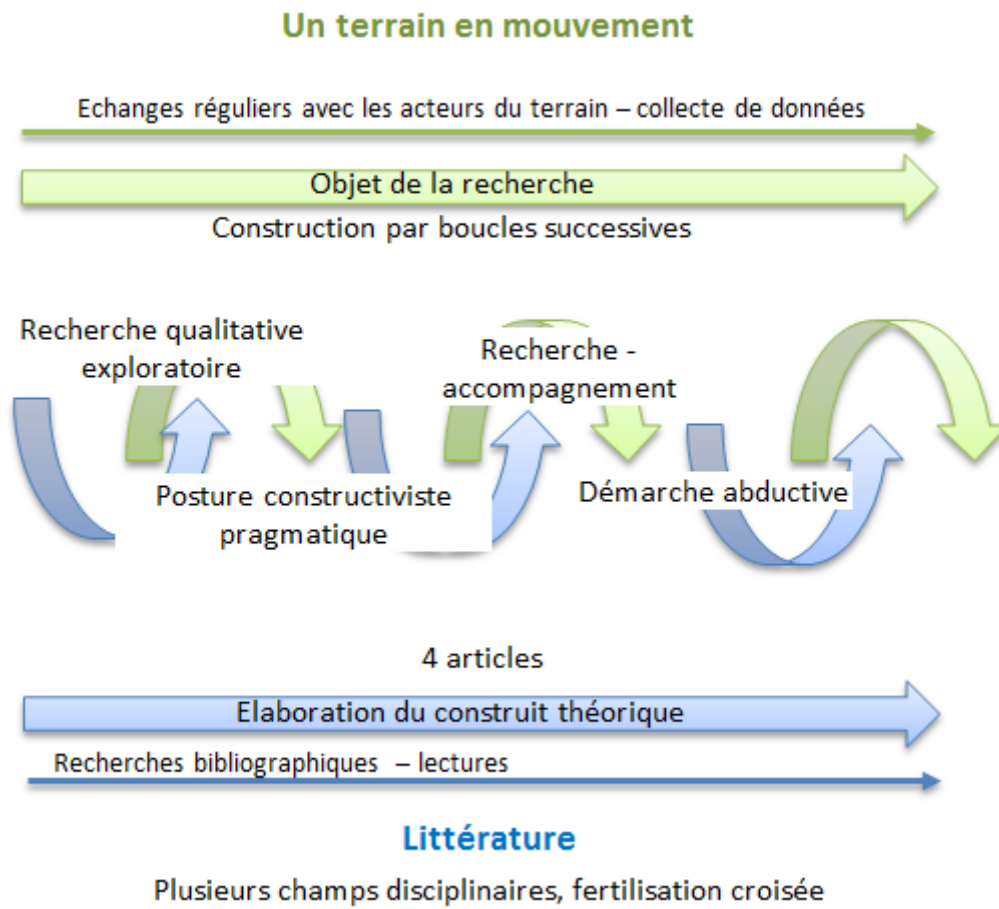 Un terrain en mouvement
Echanges réguliers avec les acteurs du terrain – collecte de données
Objet de la recherche
Construction par boucles successives
Recherche qualitative
exploratoire
Recherche -
accompagnement
Posture constructiviste
pragmatique
Démarche abductive
4 articles
Elaboration du construit théorique
Recherches bibliographiques – lectures
Littérature
Plusieurs champs disciplinaires, fertilisation croisée